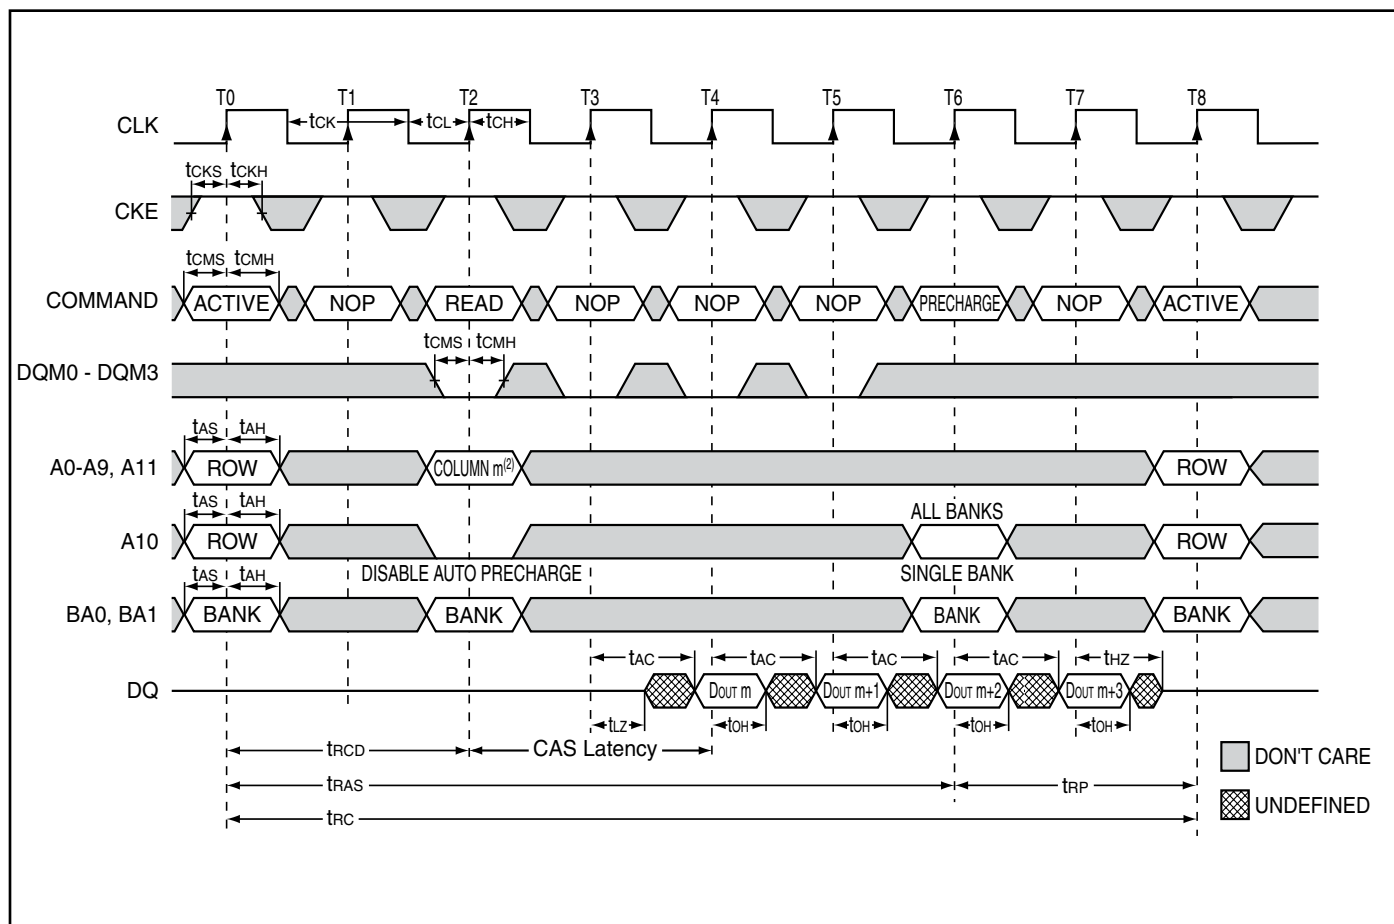 T0 T1 T2 T3 T4 T5 T6 T7 T8
CLK tCK tCL tCH
tCKS tCKH
CKE
tCMS tCMH
COMMAND ACTIVE NOP READ NOP NOP NOP PRECHARGE NOP ACTIVE
tCMS tCMH
DQM0 - DQM3
tAS tAH
A0-A9, A11 ROW COLUMN m(2) ROW
tAS tAH ALL BANKS
A10 ROW ROW
DISABLE AUTO PRECHARGE SINGLE BANK
tAS tAH
BA0, BA1 BANK BANK BANK BANK
tAC tAC tAC tAC tHZ
DQ DOUT m DOUT m+1 DOUT m+2 DOUT m+3
tLZ tOH tOH tOH tOH
tRCD CAS Latency
DON'T CARE
tRAS tRP
UNDEFINED
tRC